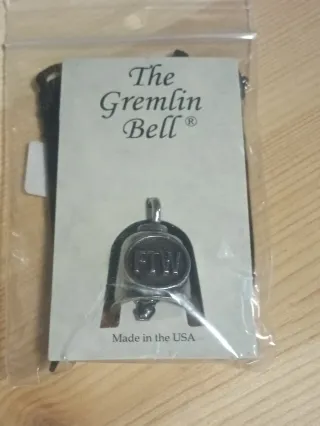 The
Gremlin
Bell ®
FTW
Made in the USA